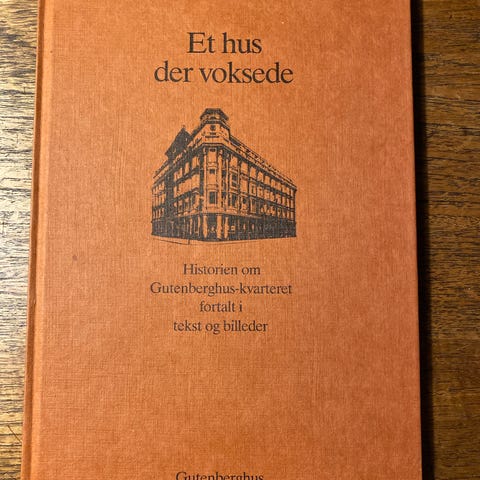 Et hus
der voksede
Historien om
Gutenberghus-kvarteret
fortalt i
tekst og billeder
Gutenberghus